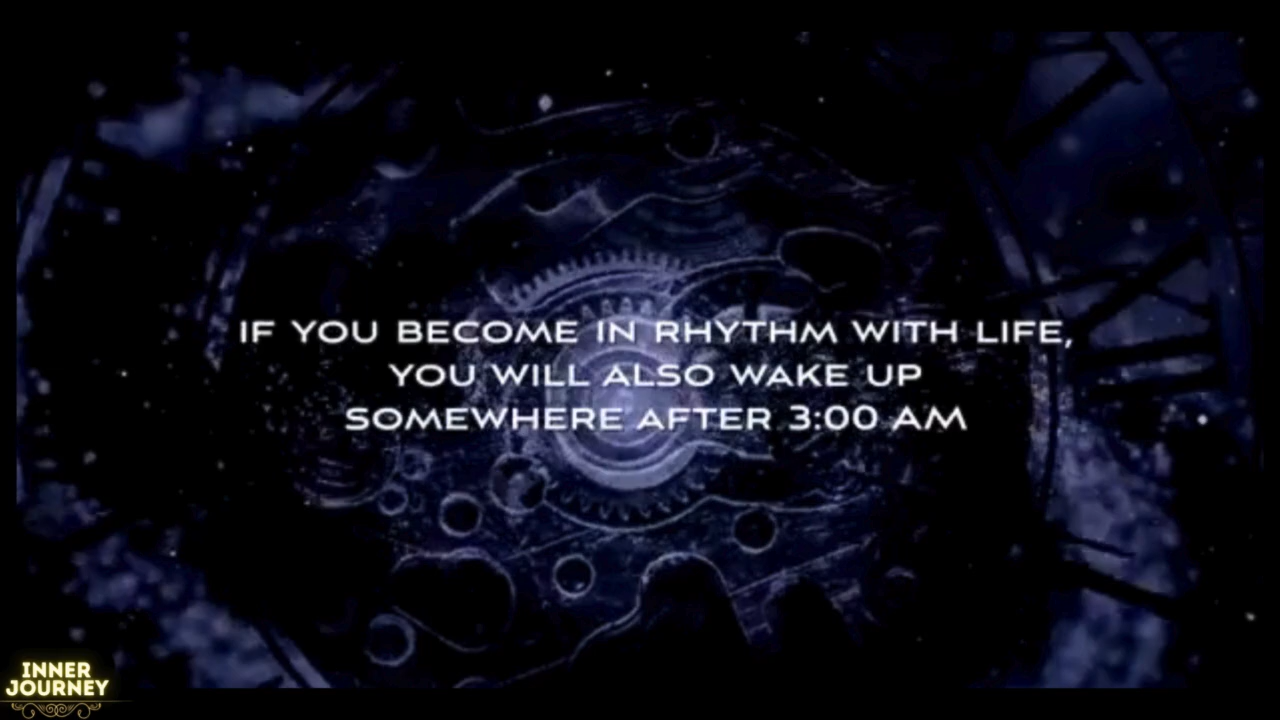 IF YOU BECOME IN RHYTHM WITH LIFE,
YOU WILL ALSO WAKE UP
SOMEWHERE AFTER 3:00 AM
INNER
JOURNEY